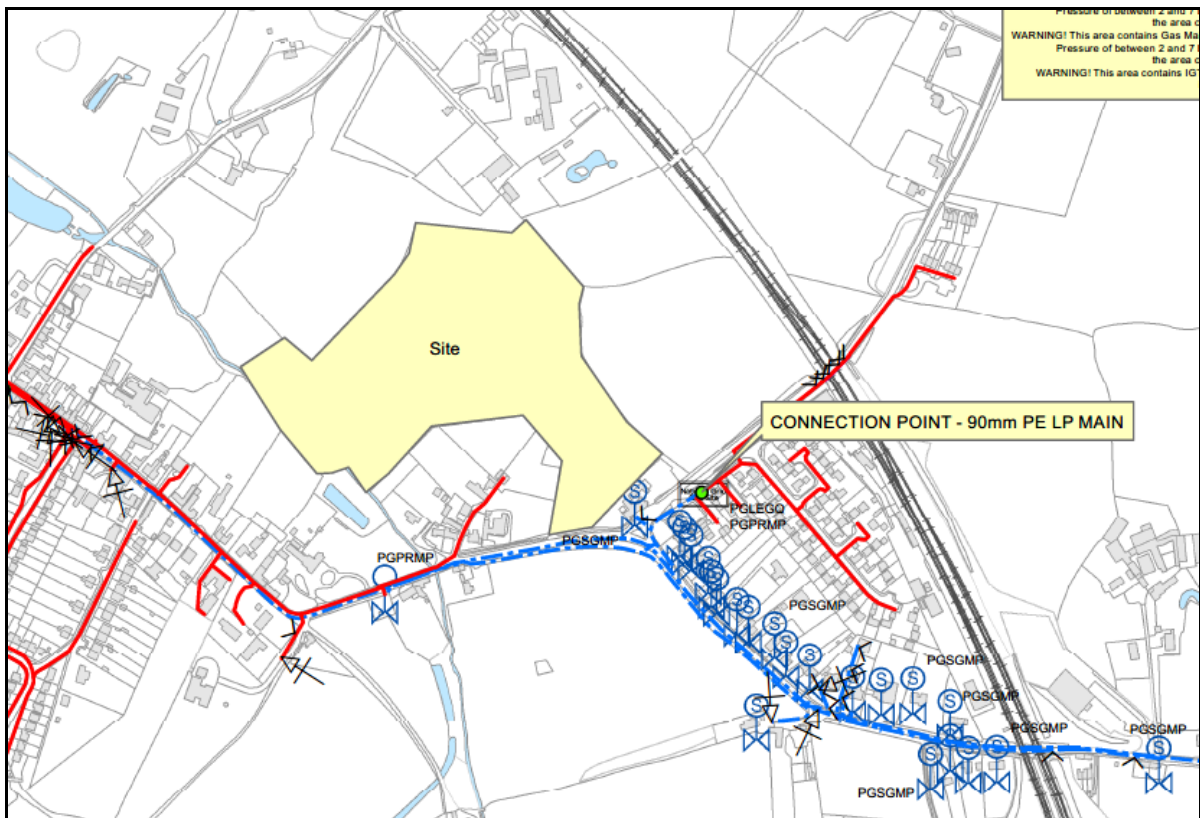 Pressure of between 2 and 7
the area
WARNING! This area contains Gas Ma
Pressure of between 2 and 7
the area
WARNING! This area contains IGT
Site
CONNECTION POINT - 90mm PE LP MAIN
S
PGLEGQ
PGPRMP
PGSGMP
PGPRMP
S
S
S
S
S
S
S
PGSGMP
S
S
S
PGSGMP
S
S
S
PGSGMP
S
S
PGSGMP
PGSGMP
S
S
S
S
PGSGMP